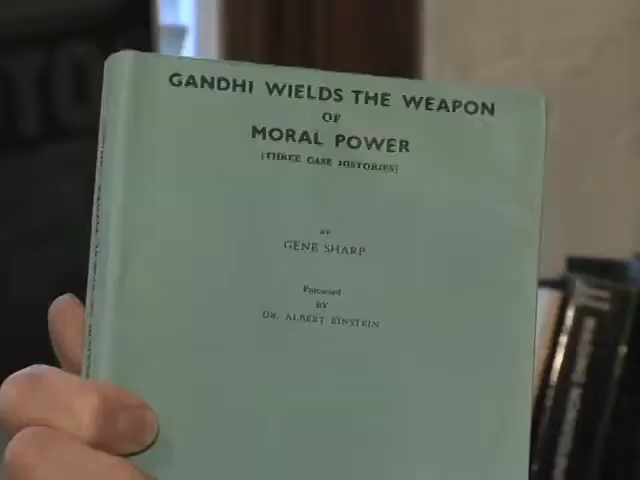 GANDHI WIELDS THE WEAPON
OF
MORAL POWER
(THREE CASE HISTORIES)
BY
GENE SHARP
Foreword
BY
DR. ALBERT EINSTEIN